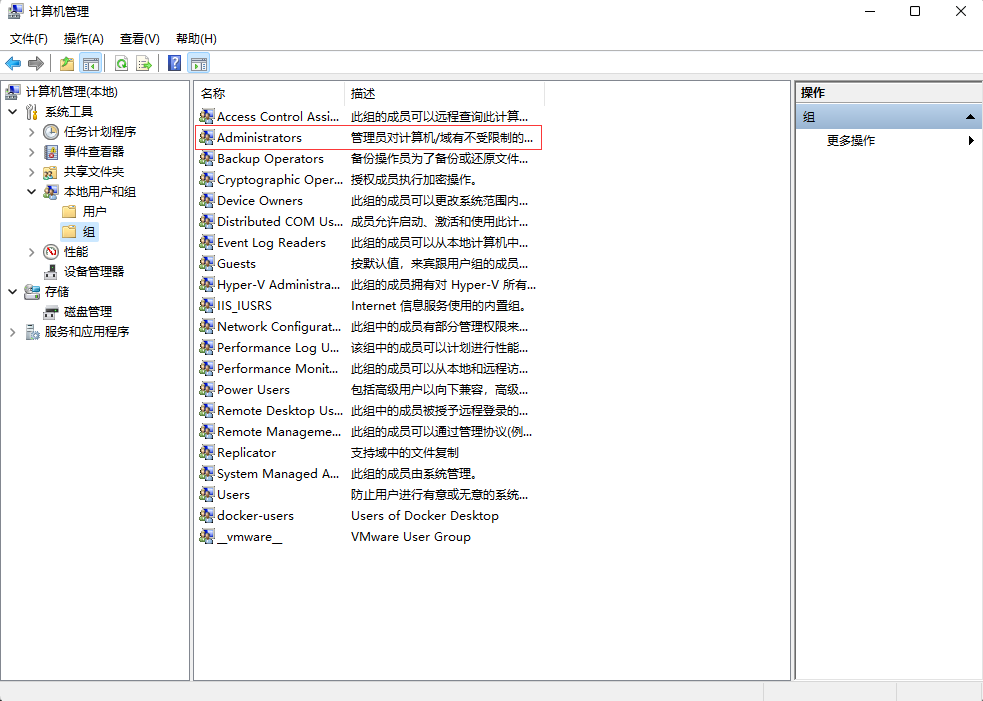 计算机管理
文件(F) 操作(A) 查看(V) 帮助(H)
计算机管理(本地)
系统工具
任务计划程序
事件查看器
共享文件夹
本地用户和组
用户
组
性能
设备管理器
存储
磁盘管理
服务和应用程序
名称 描述
Access Control Assi... 此组的成员可以远程查询此计算...
Administrators 管理员对计算机/域有不受限制的...
Backup Operators 备份操作员为了备份或还原文件...
Cryptographic Oper... 授权成员执行加密操作。
Device Owners 此组的成员可以更改系统范围内...
Distributed COM Us... 成员允许启动、激活和使用此计...
Event Log Readers 此组的成员可以从本地计算机中...
Guests 按默认值，来宾跟用户组的成员...
Hyper-V Administra... 此组的成员拥有对 Hyper-V 所有...
IIS_IUSRS Internet 信息服务使用的内置组。
Network Configurat... 此组中的成员有部分管理权限来...
Performance Log U... 该组中的成员可以计划进行性能...
Performance Monit... 此组的成员可以从本地和远程访...
Power Users 包括高级用户以向下兼容，高级...
Remote Desktop Us... 此组中的成员被授予远程登录的...
Remote Manageme... 此组的成员可以通过管理协议(例...
Replicator 支持域中的文件复制
System Managed A... 此组的成员由系统管理。
Users 防止用户进行有意或无意的系统...
docker-users Users of Docker Desktop
__vmware__ VMware User Group
操作
组
更多操作